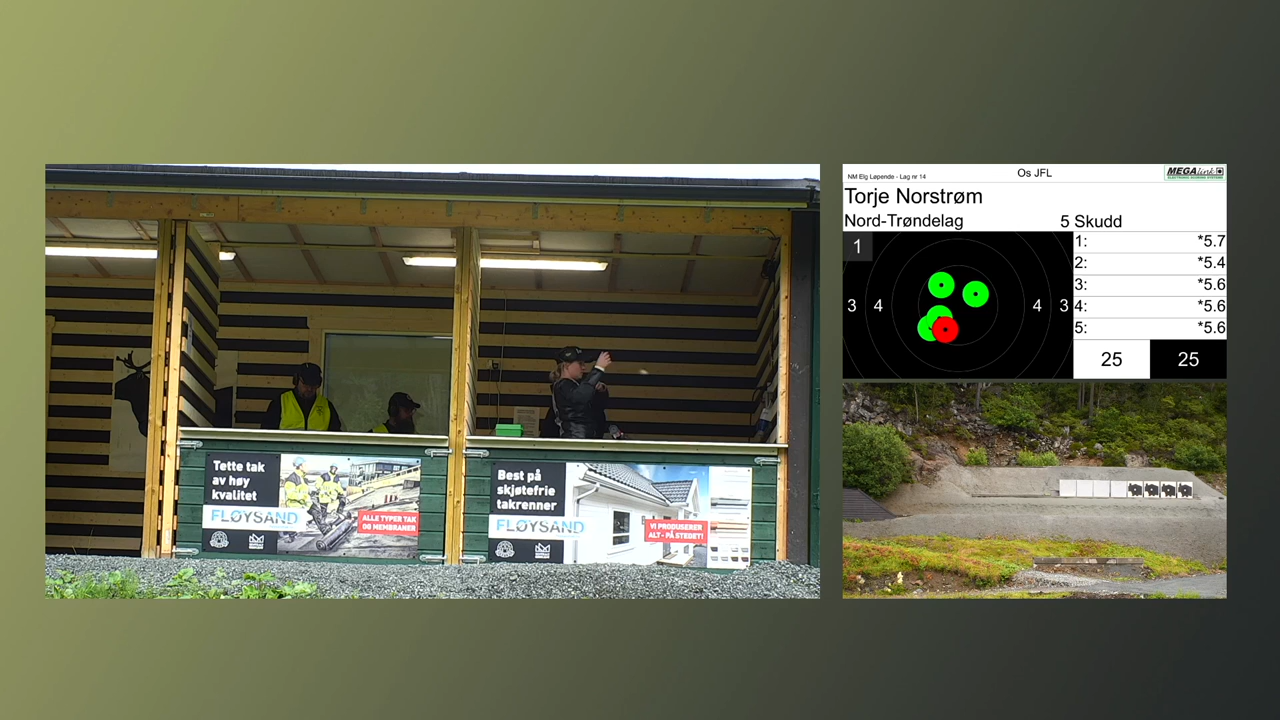 Tette tak
av høy
kvalitet
FLØYSAND
ALLE TYPER TAK
OG MEMBRANER
Best på
skjøtefrie
takrenner
FLØYSAND
VI PRODUSERER
ALT - PÅ STEDET!
NM Elg Løpende - Lag nr 14
Os JFL
MEGAlink
Torje Norstrøm
Nord-Trøndelag
5 Skudd
1
3 4 4 3
1: *5.7
2: *5.4
3: *5.6
4: *5.6
5: *5.6
25 25